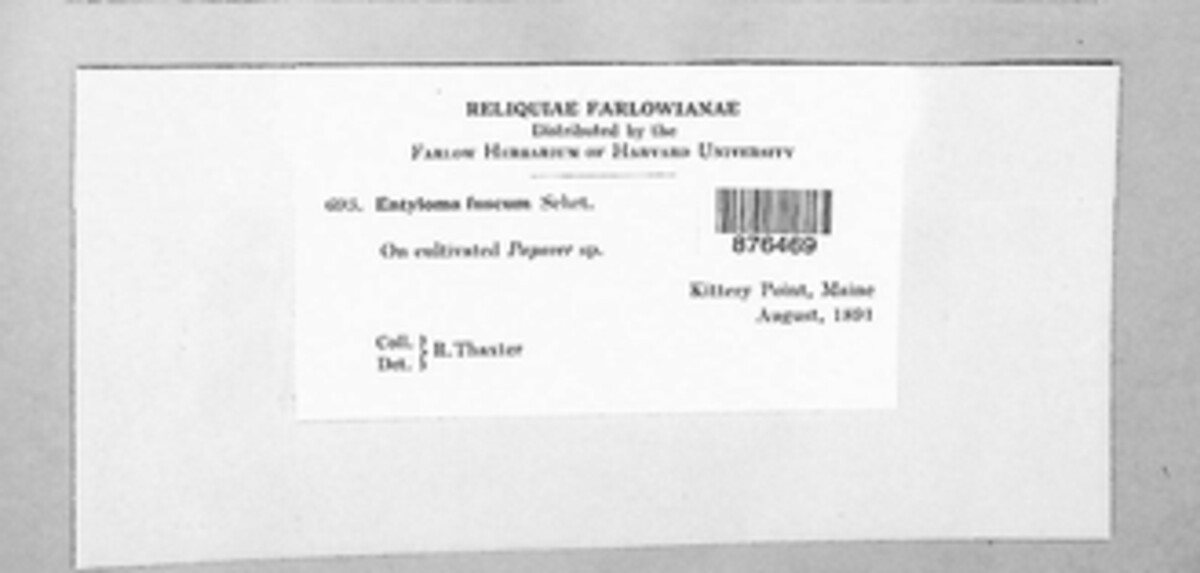 RELIQUIAE FARLOWIANAE
Distributed by the
FARLOW HERBARIUM OF HARVARD UNIVERSITY
695. Entyloma fuscum Schrt.
876469
On cultivated Papaver sp.
Kittery Point, Maine
August, 1891
Coll. } R. Thaxter
Det.